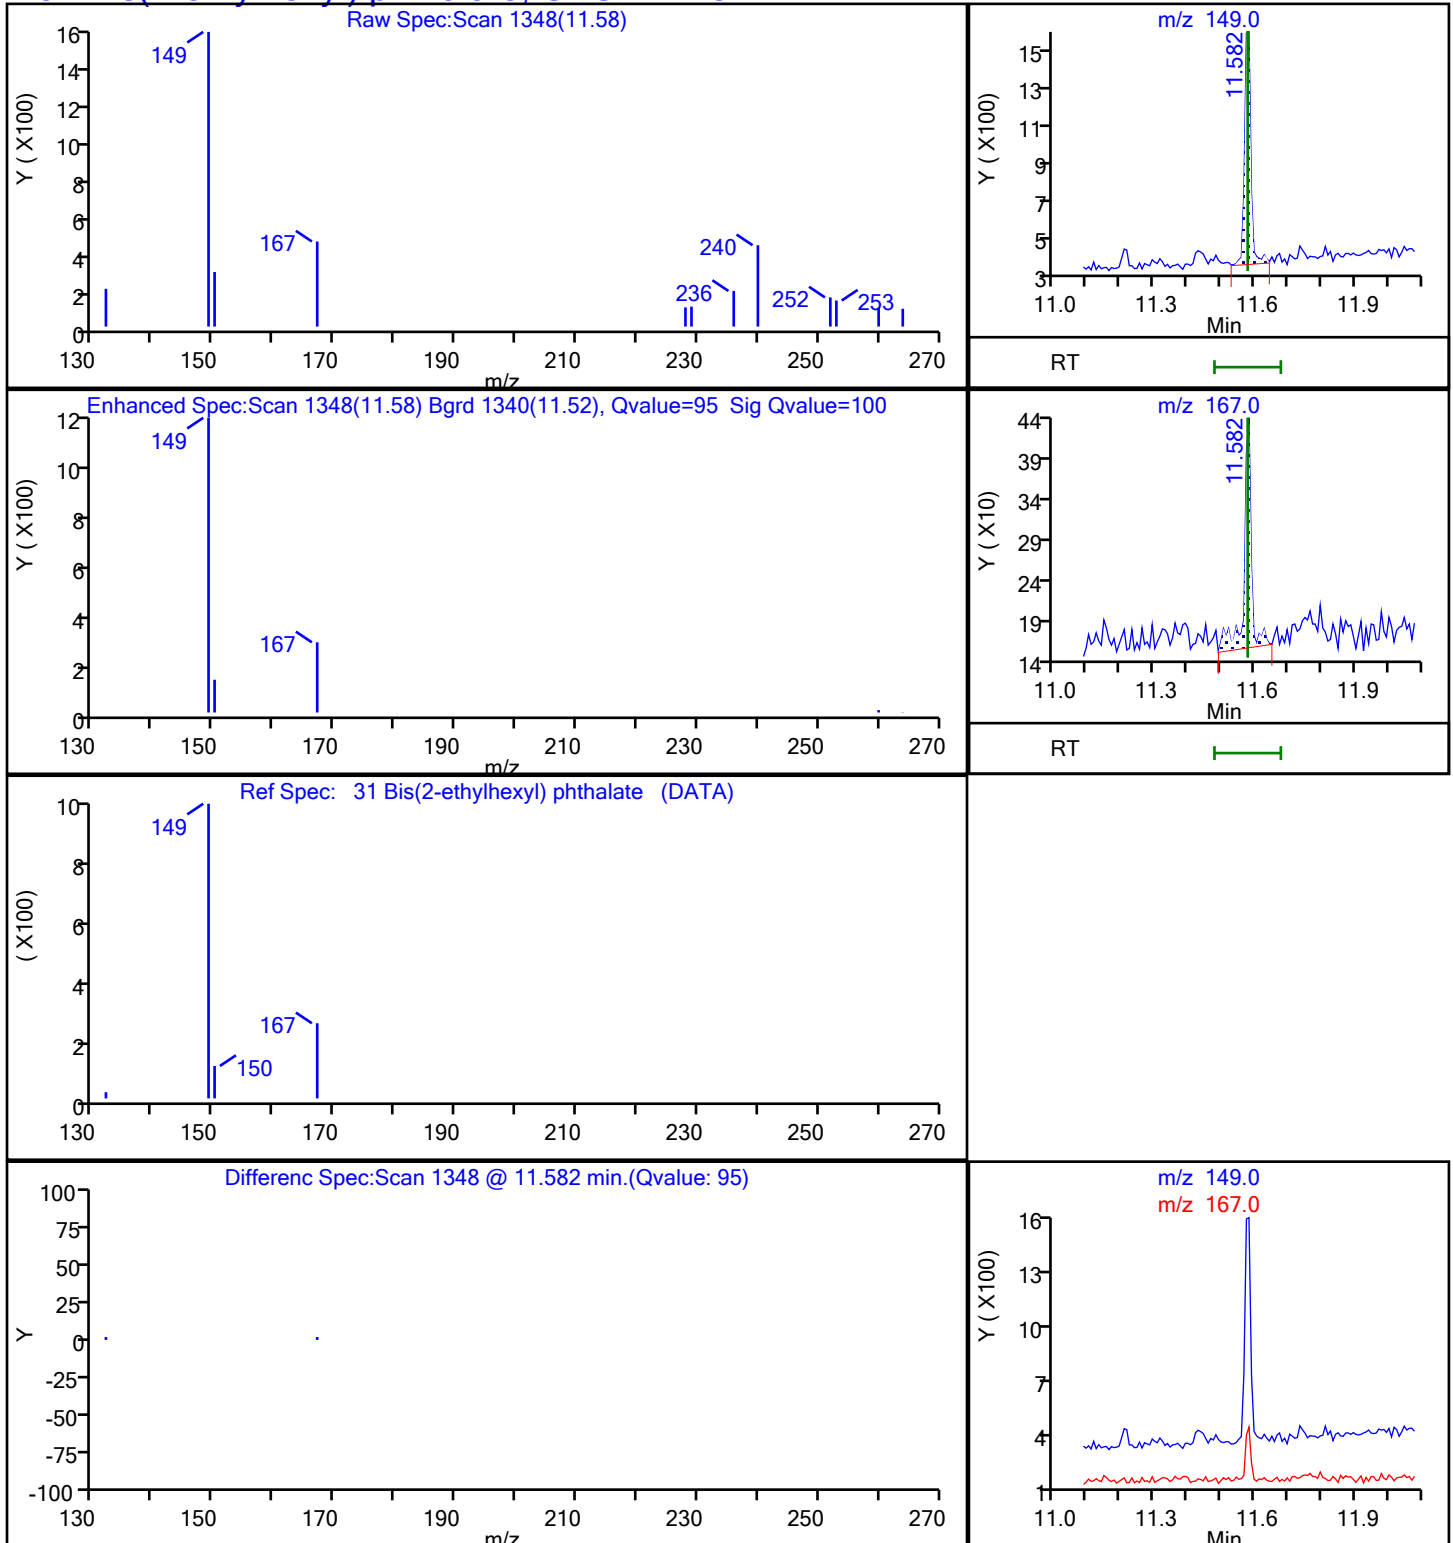 Raw Spec:Scan 1348(11.58)
16
14
12
10
8
6
4
2
0
Y ( X100)
149
167
240
236
252
253
130 150 170 190 210 230 250 270
m/z
m/z 149.0
11.582
15
13
11
9
7
5
3
Y ( X100)
11.0 11.3 11.6 11.9
Min
RT
Enhanced Spec:Scan 1348(11.58) Bgrd 1340(11.52), Qvalue=95 Sig Qvalue=100
12
10
8
6
4
2
0
Y ( X100)
149
167
130 150 170 190 210 230 250 270
m/z
m/z 167.0
11.582
44
39
34
29
24
19
14
Y ( X10)
11.0 11.3 11.6 11.9
Min
RT
Ref Spec: 31 Bis(2-ethylhexyl) phthalate (DATA)
10
8
6
4
2
0
( X100)
149
167
150
130 150 170 190 210 230 250 270
m/z
Differenc Spec:Scan 1348 @ 11.582 min.(Qvalue: 95)
100
75
50
25
0
-25
-50
-75
-100
Y
130 150 170 190 210 230 250 270
m/z
m/z 149.0
m/z 167.0
16
13
10
7
4
1
Y ( X100)
11.0 11.3 11.6 11.9
Min